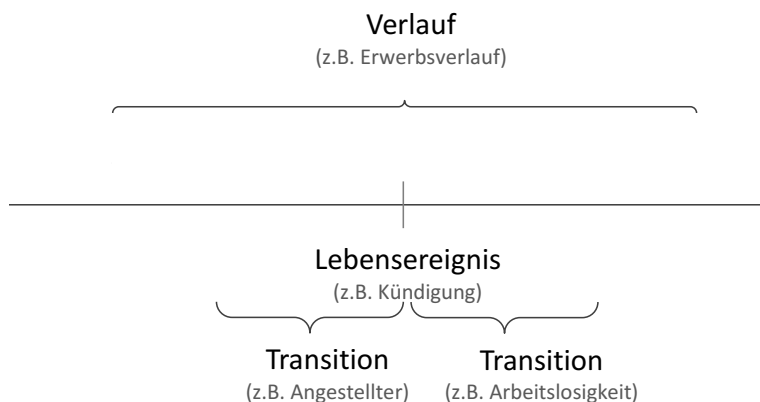 Verlauf
(z.B. Erwerbsverlauf)
Lebensereignis
(z.B. Kündigung)
Transition
(z.B. Angestellter)
Transition
(z.B. Arbeitslosigkeit)